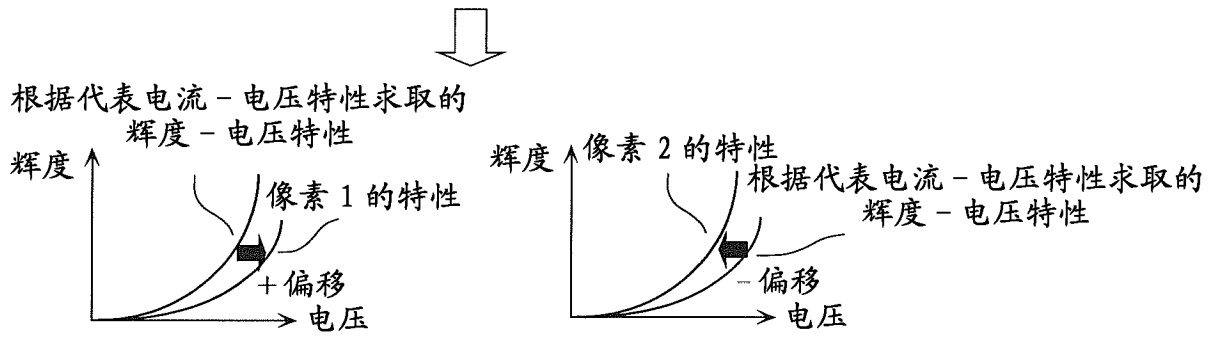 根据代表电流-电压特性求取的
辉度-电压特性
辉度
像素1的特性
+偏移
电压
辉度
像素2的特性
根据代表电流-电压特性求取的
辉度-电压特性
-偏移
电压